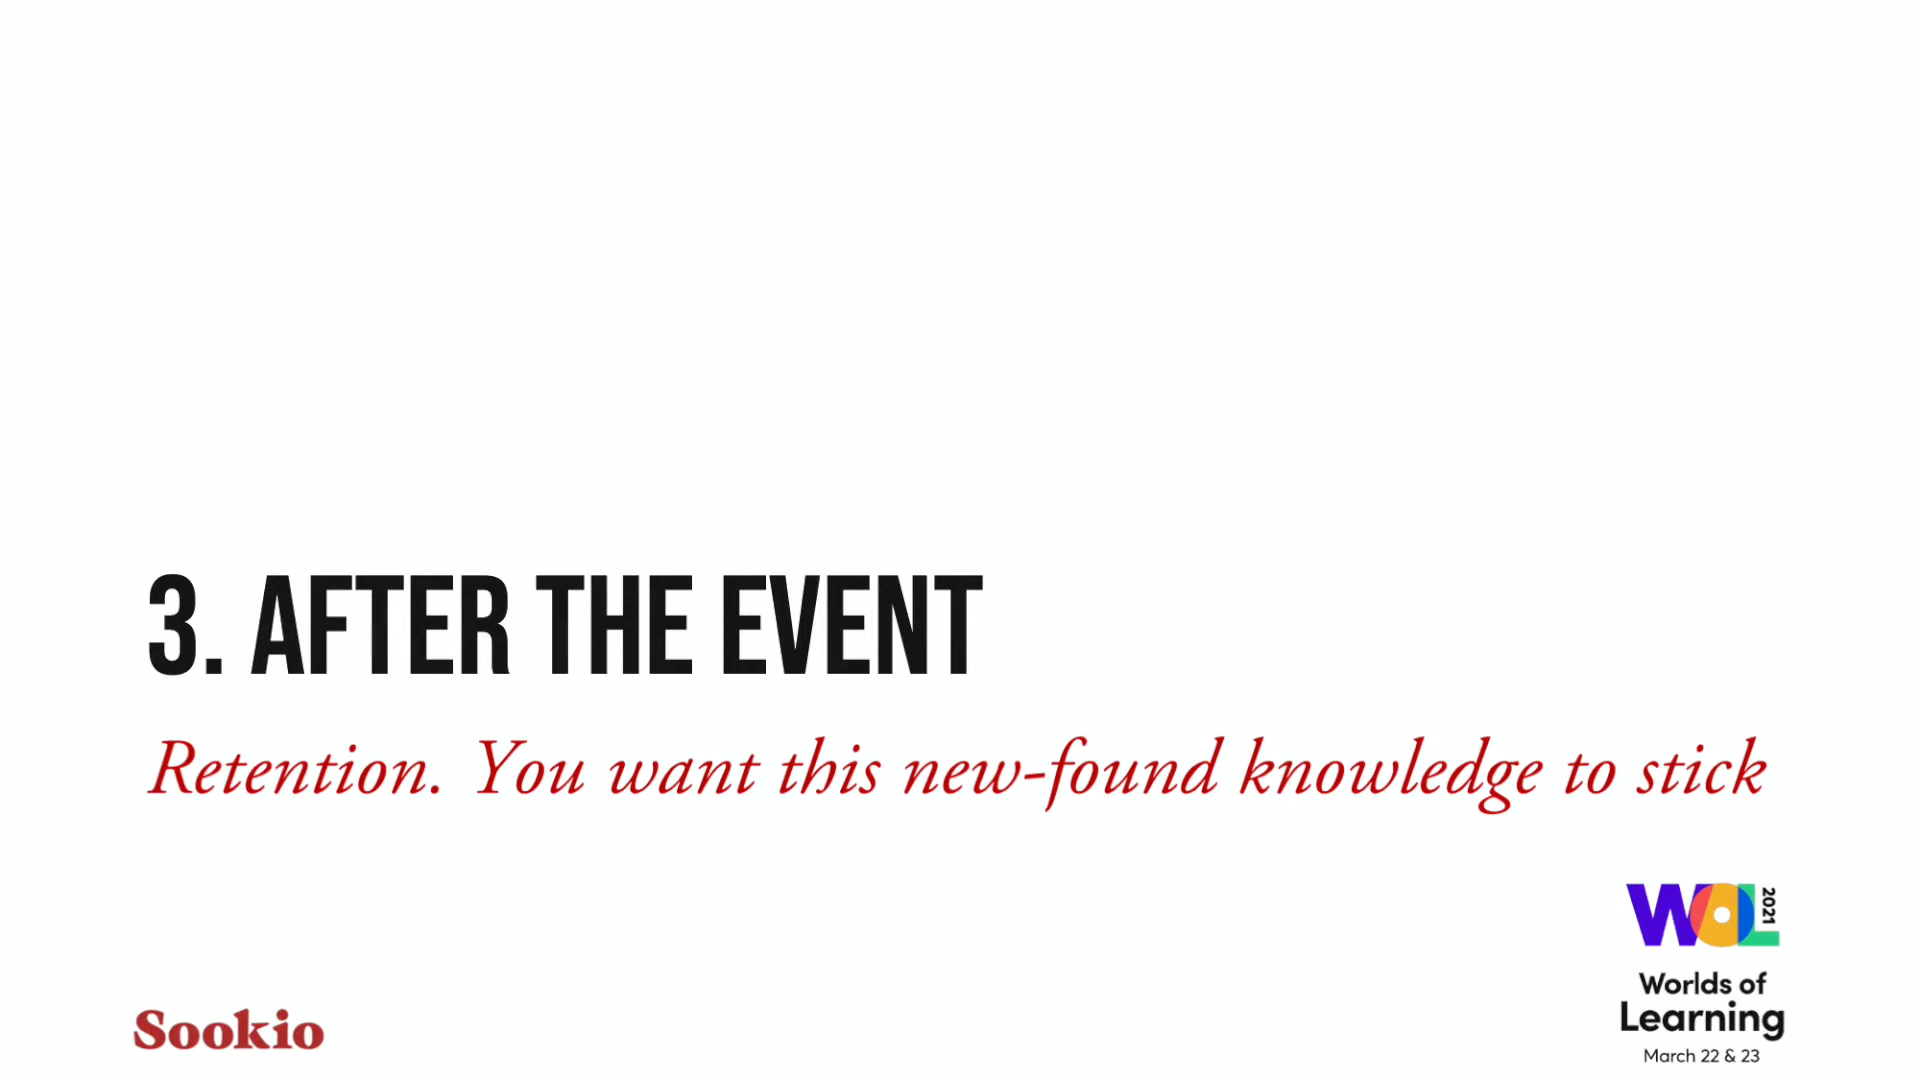 3. AFTER THE EVENT
Retention. You want this new-found knowledge to stick
WOL 2021
Worlds of
Learning
March 22 & 23
Sookio